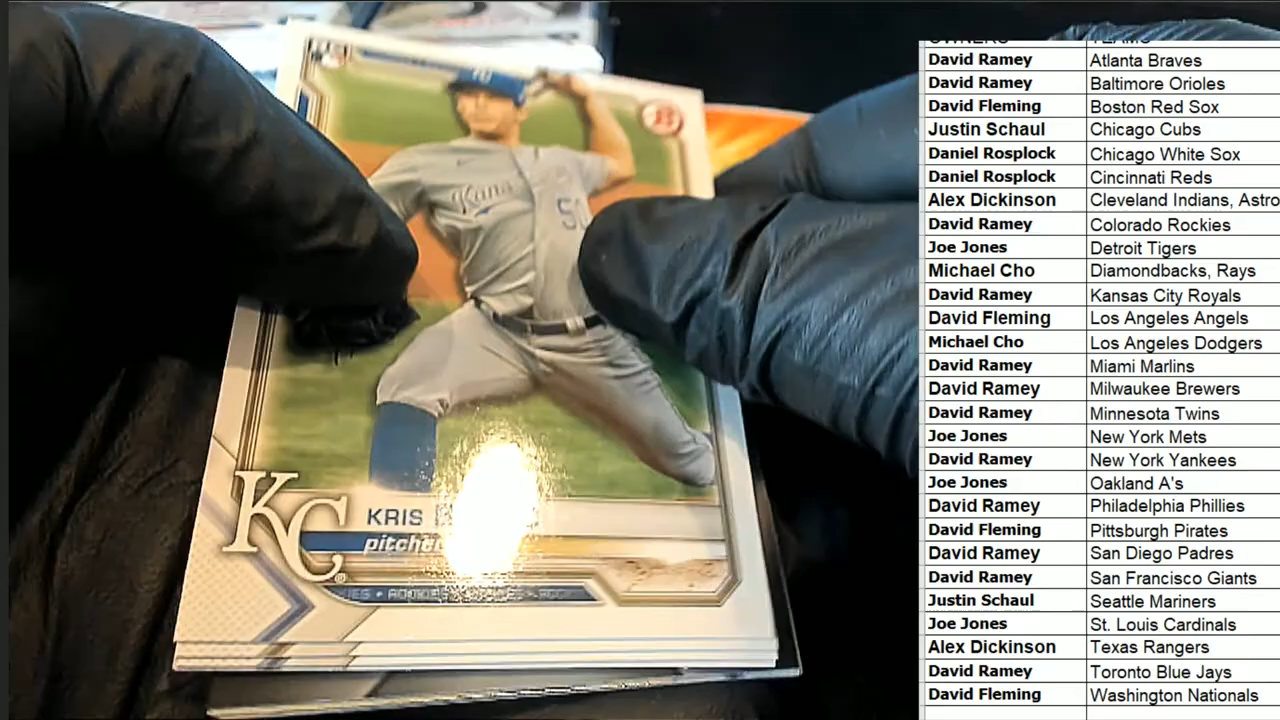 David Ramey Atlanta Braves
David Ramey Baltimore Orioles
David Fleming Boston Red Sox
Justin Schaul Chicago Cubs
Daniel Rosplock Chicago White Sox
Daniel Rosplock Cincinnati Reds
Alex Dickinson Cleveland Indians, Astro
David Ramey Colorado Rockies
Joe Jones Detroit Tigers
Michael Cho Diamondbacks, Rays
David Ramey Kansas City Royals
David Fleming Los Angeles Angels
Michael Cho Los Angeles Dodgers
David Ramey Miami Marlins
David Ramey Milwaukee Brewers
David Ramey Minnesota Twins
Joe Jones New York Mets
David Ramey New York Yankees
Joe Jones Oakland A's
David Ramey Philadelphia Phillies
David Fleming Pittsburgh Pirates
David Ramey San Diego Padres
David Ramey San Francisco Giants
Justin Schaul Seattle Mariners
Joe Jones St. Louis Cardinals
Alex Dickinson Texas Rangers
David Ramey Toronto Blue Jays
David Fleming Washington Nationals
50
KC
KRIS